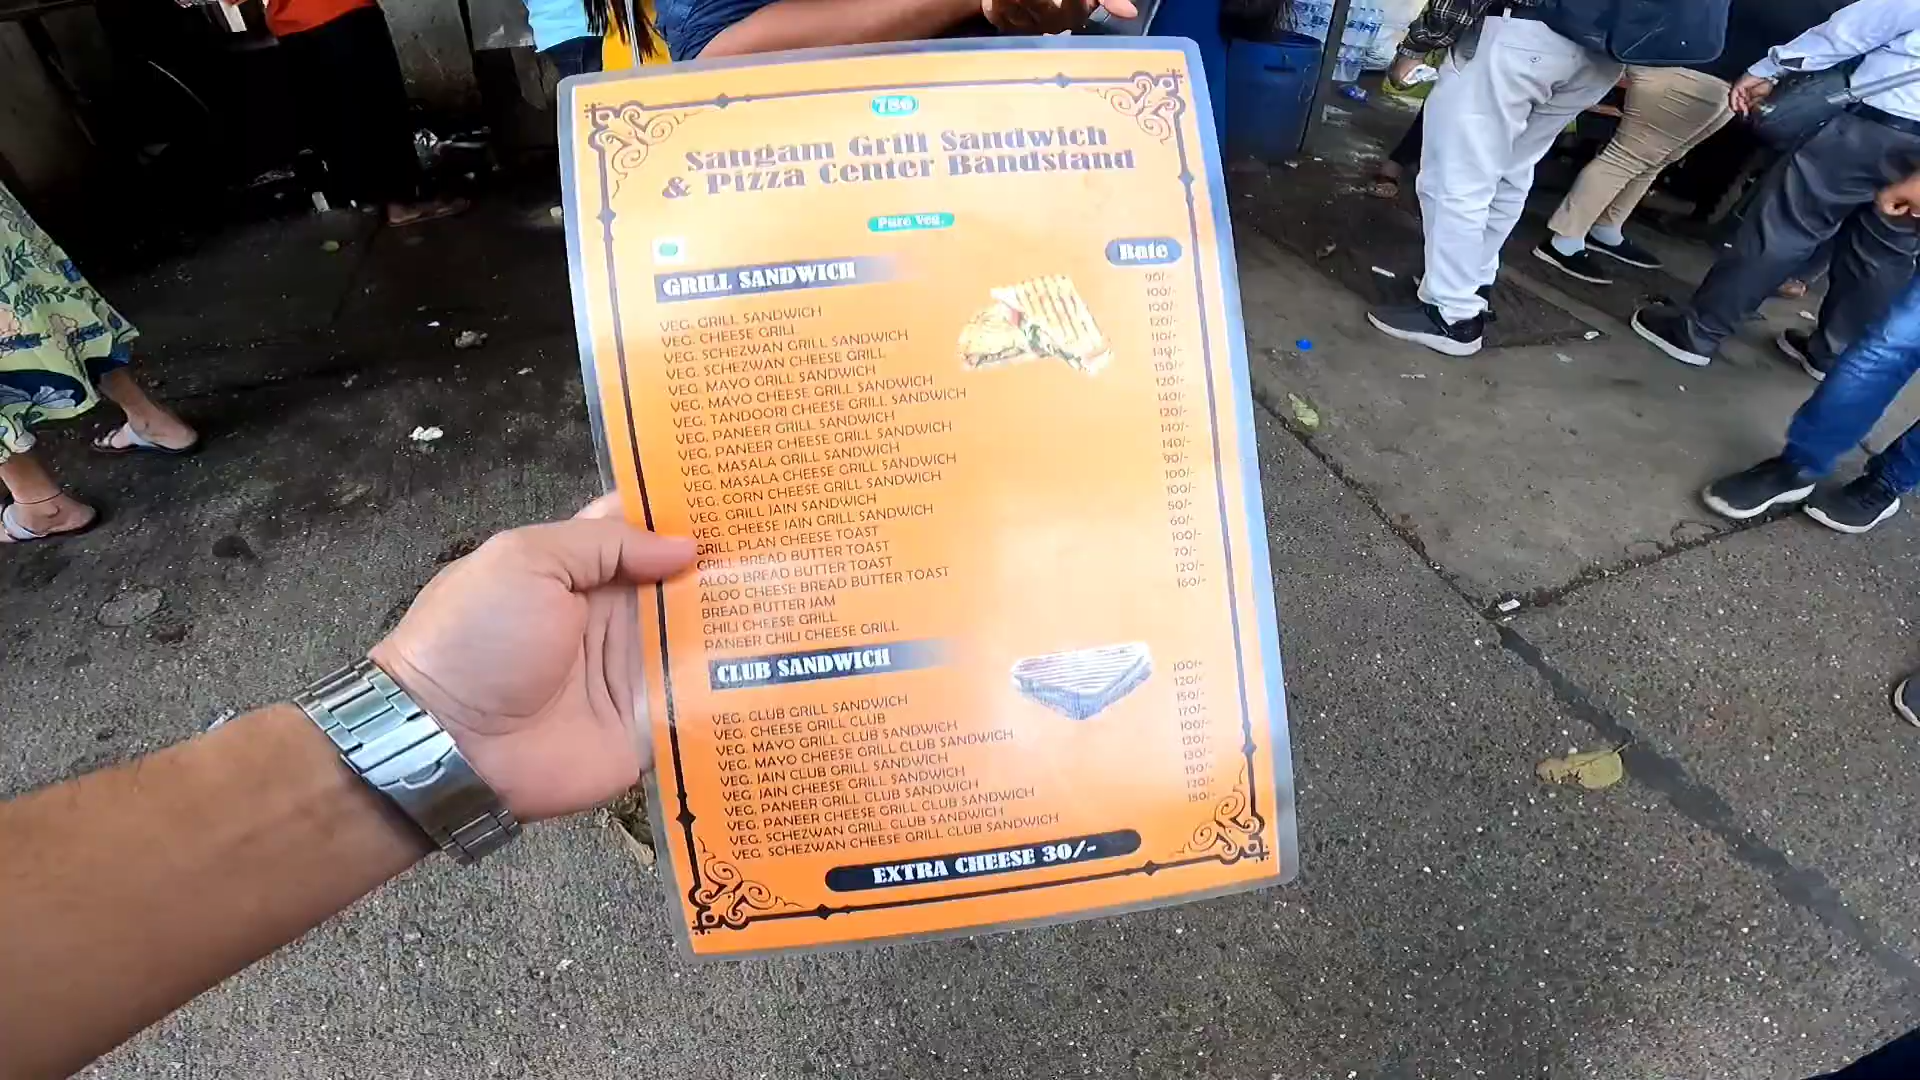 786
Sangam Grill Sandwich
& Pizza Center Bandstand
Pure Veg.
Rate
GRILL SANDWICH
VEG. GRILL SANDWICH 90/-
VEG. CHEESE GRILL 100/-
VEG. SCHEZWAN GRILL SANDWICH 100/-
VEG. SCHEZWAN CHEESE GRILL 120/-
VEG. MAYO GRILL SANDWICH 110/-
VEG. MAYO CHEESE GRILL SANDWICH 140/-
VEG. TANDOORI CHEESE GRILL SANDWICH 150/-
VEG. PANEER GRILL SANDWICH 120/-
VEG. PANEER CHEESE GRILL SANDWICH 140/-
VEG. MASALA GRILL SANDWICH 120/-
VEG. MASALA CHEESE GRILL SANDWICH 140/-
VEG. CORN CHEESE GRILL SANDWICH 140/-
VEG. GRILL JAIN SANDWICH 90/-
VEG. CHEESE JAIN GRILL SANDWICH 100/-
GRILL PLAN CHEESE TOAST 100/-
GRILL BREAD BUTTER TOAST 50/-
ALOO BREAD BUTTER TOAST 60/-
ALOO CHEESE BREAD BUTTER TOAST 100/-
BREAD BUTTER JAM 70/-
CHILI CHEESE GRILL 120/-
PANEER CHILI CHEESE GRILL 160/-
CLUB SANDWICH
VEG. CLUB GRILL SANDWICH 100/-
VEG. CHEESE GRILL CLUB 120/-
VEG. MAYO GRILL CLUB SANDWICH 150/-
VEG. MAYO CHEESE GRILL CLUB SANDWICH 170/-
VEG. JAIN CLUB GRILL SANDWICH 100/-
VEG. JAIN CHEESE GRILL SANDWICH 120/-
VEG. PANEER GRILL CLUB SANDWICH 130/-
VEG. PANEER CHEESE GRILL CLUB SANDWICH 150/-
VEG. SCHEZWAN GRILL CLUB SANDWICH 120/-
VEG. SCHEZWAN CHEESE GRILL CLUB SANDWICH 150/-
EXTRA CHEESE 30/-